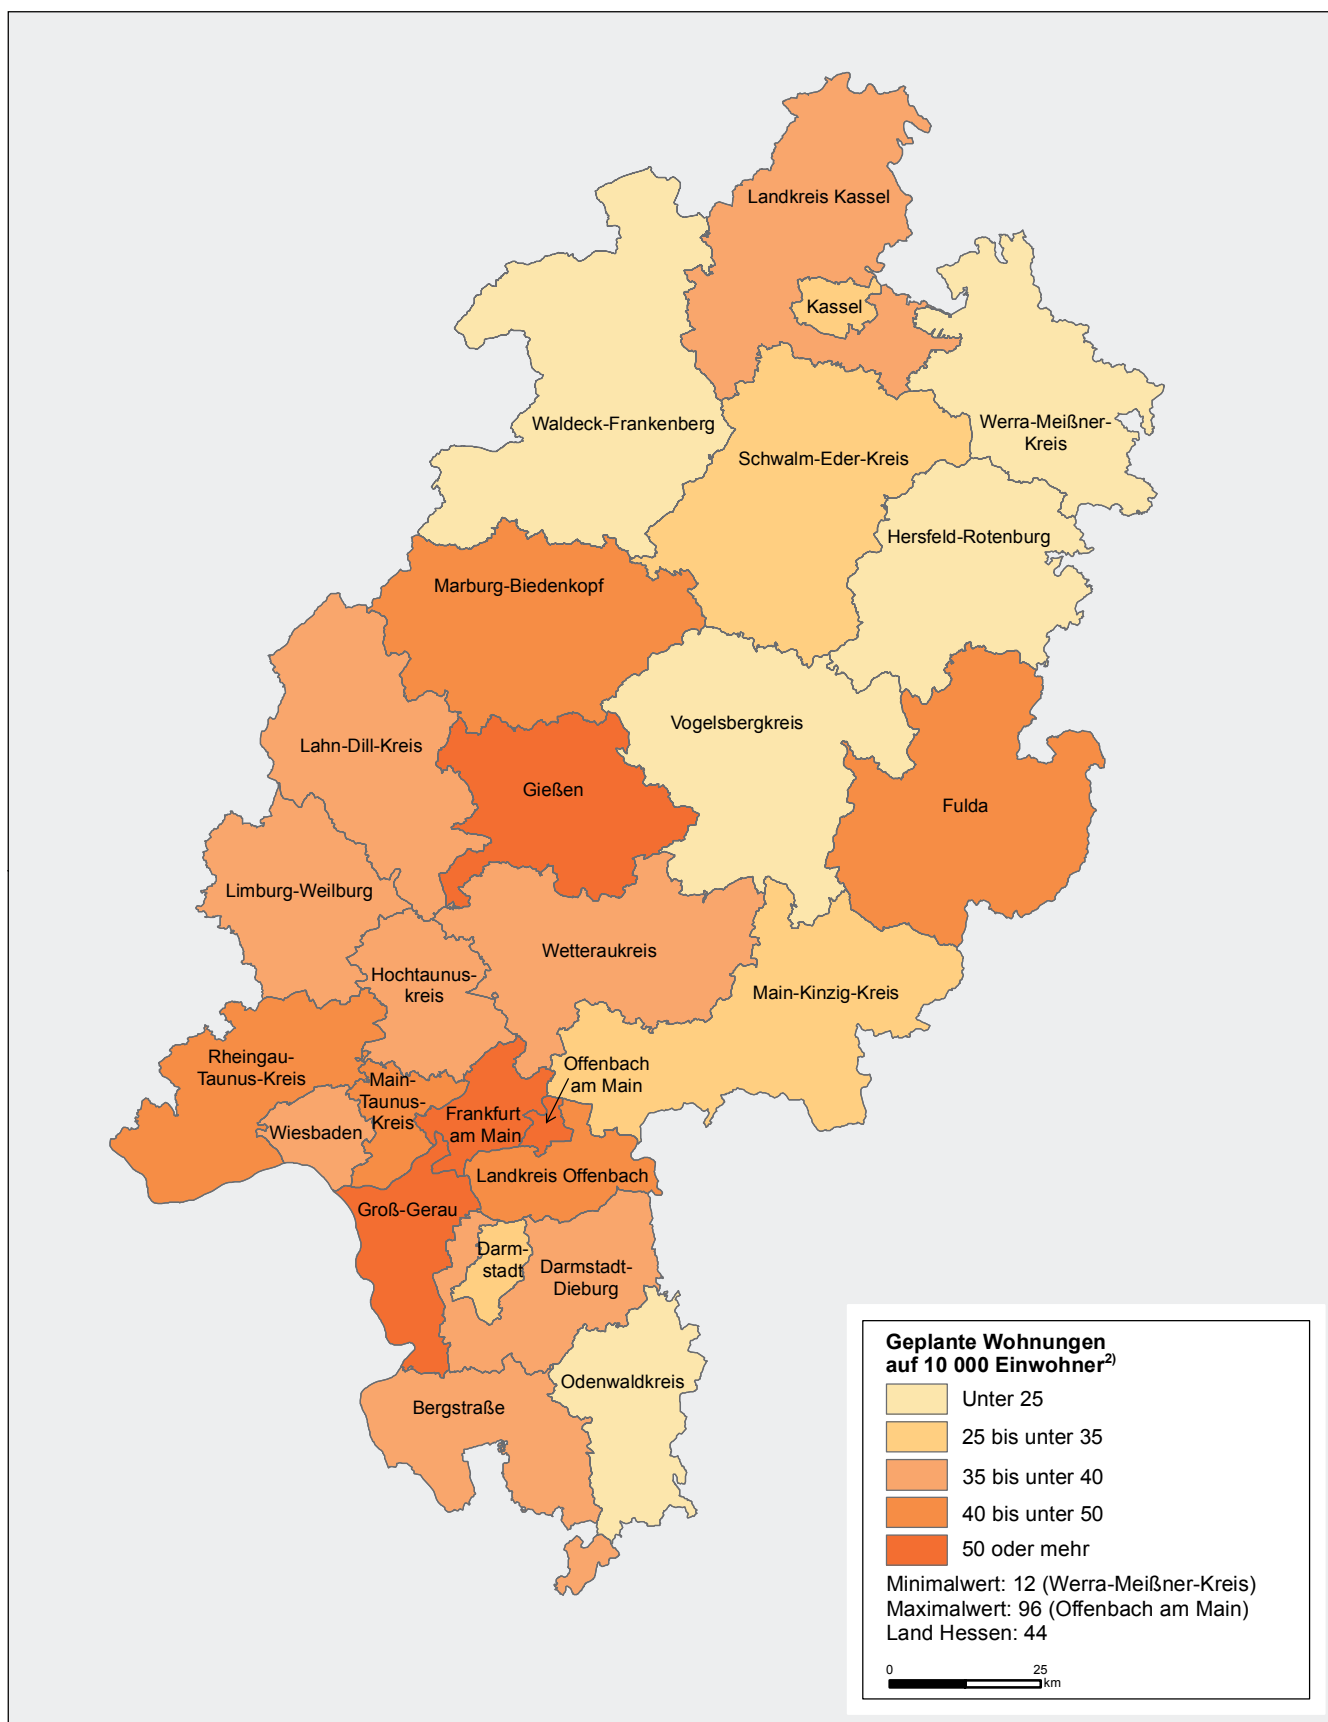 Landkreis Kassel
Kassel
Waldeck-Frankenberg
Werra-Meißner-
Kreis
Schwalm-Eder-Kreis
Hersfeld-Rotenburg
Marburg-Biedenkopf
Vogelsbergkreis
Lahn-Dill-Kreis
Gießen
Fulda
Limburg-Weilburg
Wetteraukreis
Hochtaunus-
kreis
Main-Kinzig-Kreis
Rheingau-
Taunus-Kreis
Offenbach
am Main
Main-
Taunus-
Kreis
Frankfurt
am Main
Wiesbaden
Landkreis Offenbach
Groß-Gerau
Darm-
stadt
Darmstadt-
Dieburg
Odenwaldkreis
Bergstraße
Geplante Wohnungen
auf 10 000 Einwohner²⁾
Unter 25
25 bis unter 35
35 bis unter 40
40 bis unter 50
50 oder mehr
Minimalwert: 12 (Werra-Meißner-Kreis)
Maximalwert: 96 (Offenbach am Main)
Land Hessen: 44
0 25
km